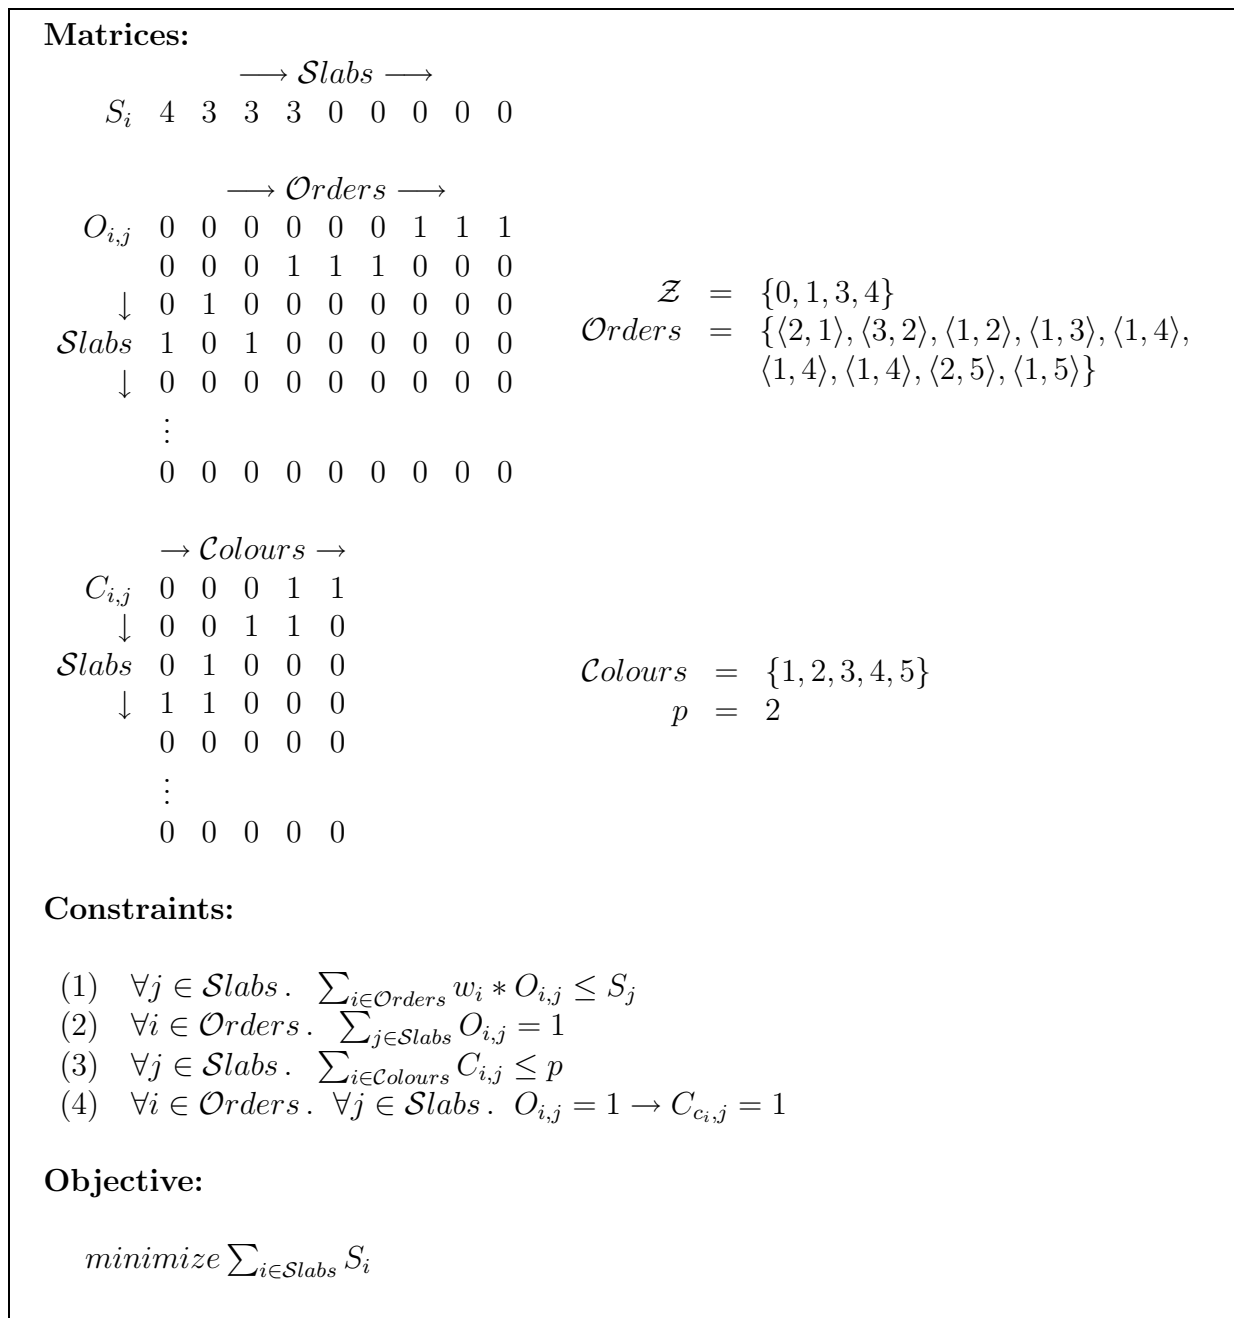 Matrices:
⟶ Slabs ⟶
S_i 4 3 3 3 0 0 0 0 0
⟶ Orders ⟶
O_{i,j} 0 0 0 0 0 0 1 1 1
0 0 0 1 1 1 0 0 0
↓ 0 1 0 0 0 0 0 0 0
Slabs 1 0 1 0 0 0 0 0 0
↓ 0 0 0 0 0 0 0 0 0
⋮
0 0 0 0 0 0 0 0 0
Z = {0, 1, 3, 4}
Orders = {⟨2, 1⟩, ⟨3, 2⟩, ⟨1, 2⟩, ⟨1, 3⟩, ⟨1, 4⟩,
⟨1, 4⟩, ⟨1, 4⟩, ⟨2, 5⟩, ⟨1, 5⟩}
→ Colours →
C_{i,j} 0 0 0 1 1
↓ 0 0 1 1 0
Slabs 0 1 0 0 0
↓ 1 1 0 0 0
0 0 0 0 0
⋮
0 0 0 0 0
Colours = {1, 2, 3, 4, 5}
p = 2
Constraints:
(1) ∀j ∈ Slabs . ∑_{i∈Orders} w_i ∗ O_{i,j} ≤ S_j
(2) ∀i ∈ Orders . ∑_{j∈Slabs} O_{i,j} = 1
(3) ∀j ∈ Slabs . ∑_{i∈Colours} C_{i,j} ≤ p
(4) ∀i ∈ Orders . ∀j ∈ Slabs . O_{i,j} = 1 → C_{c_i,j} = 1
Objective:
minimize ∑_{i∈Slabs} S_i